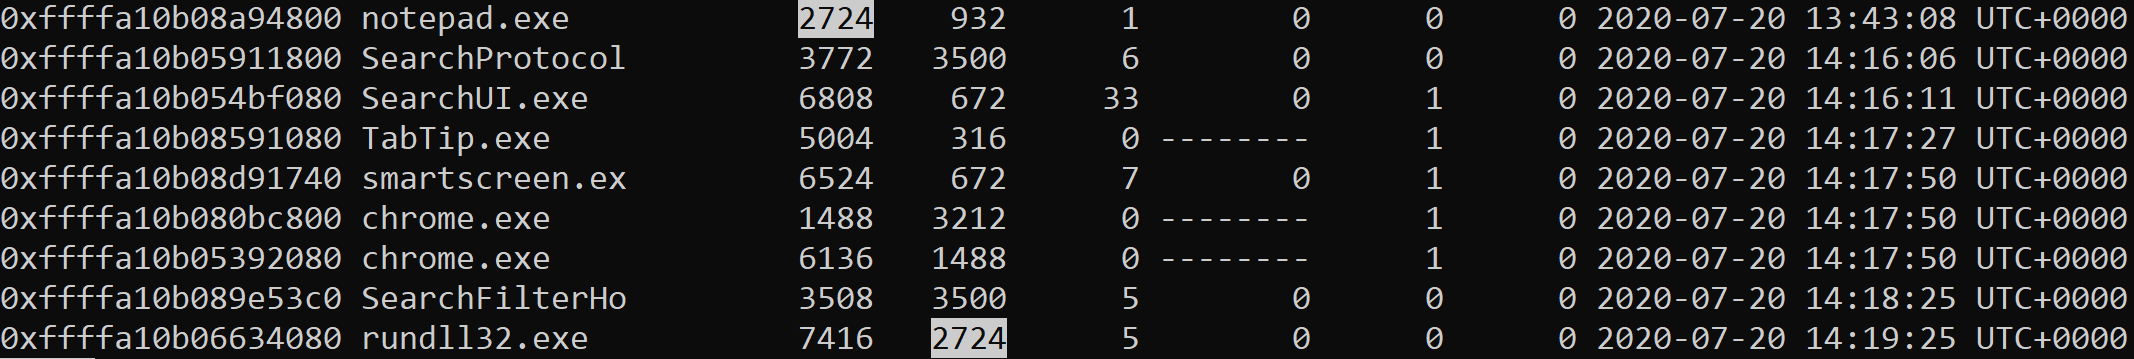 0xffffa10b08a94800 notepad.exe 2724 932 1 0 0 0 2020-07-20 13:43:08 UTC+0000
0xffffa10b05911800 SearchProtocol 3772 3500 6 0 0 0 2020-07-20 14:16:06 UTC+0000
0xffffa10b054bf080 SearchUI.exe 6808 672 33 0 1 0 2020-07-20 14:16:11 UTC+0000
0xffffa10b08591080 TabTip.exe 5004 316 0 -------- 1 0 2020-07-20 14:17:27 UTC+0000
0xffffa10b08d91740 smartscreen.ex 6524 672 7 0 1 0 2020-07-20 14:17:50 UTC+0000
0xffffa10b080bc800 chrome.exe 1488 3212 0 -------- 1 0 2020-07-20 14:17:50 UTC+0000
0xffffa10b05392080 chrome.exe 6136 1488 0 -------- 1 0 2020-07-20 14:17:50 UTC+0000
0xffffa10b089e53c0 SearchFilterHo 3508 3500 5 0 0 0 2020-07-20 14:18:25 UTC+0000
0xffffa10b06634080 rundll32.exe 7416 2724 5 0 0 0 2020-07-20 14:19:25 UTC+0000